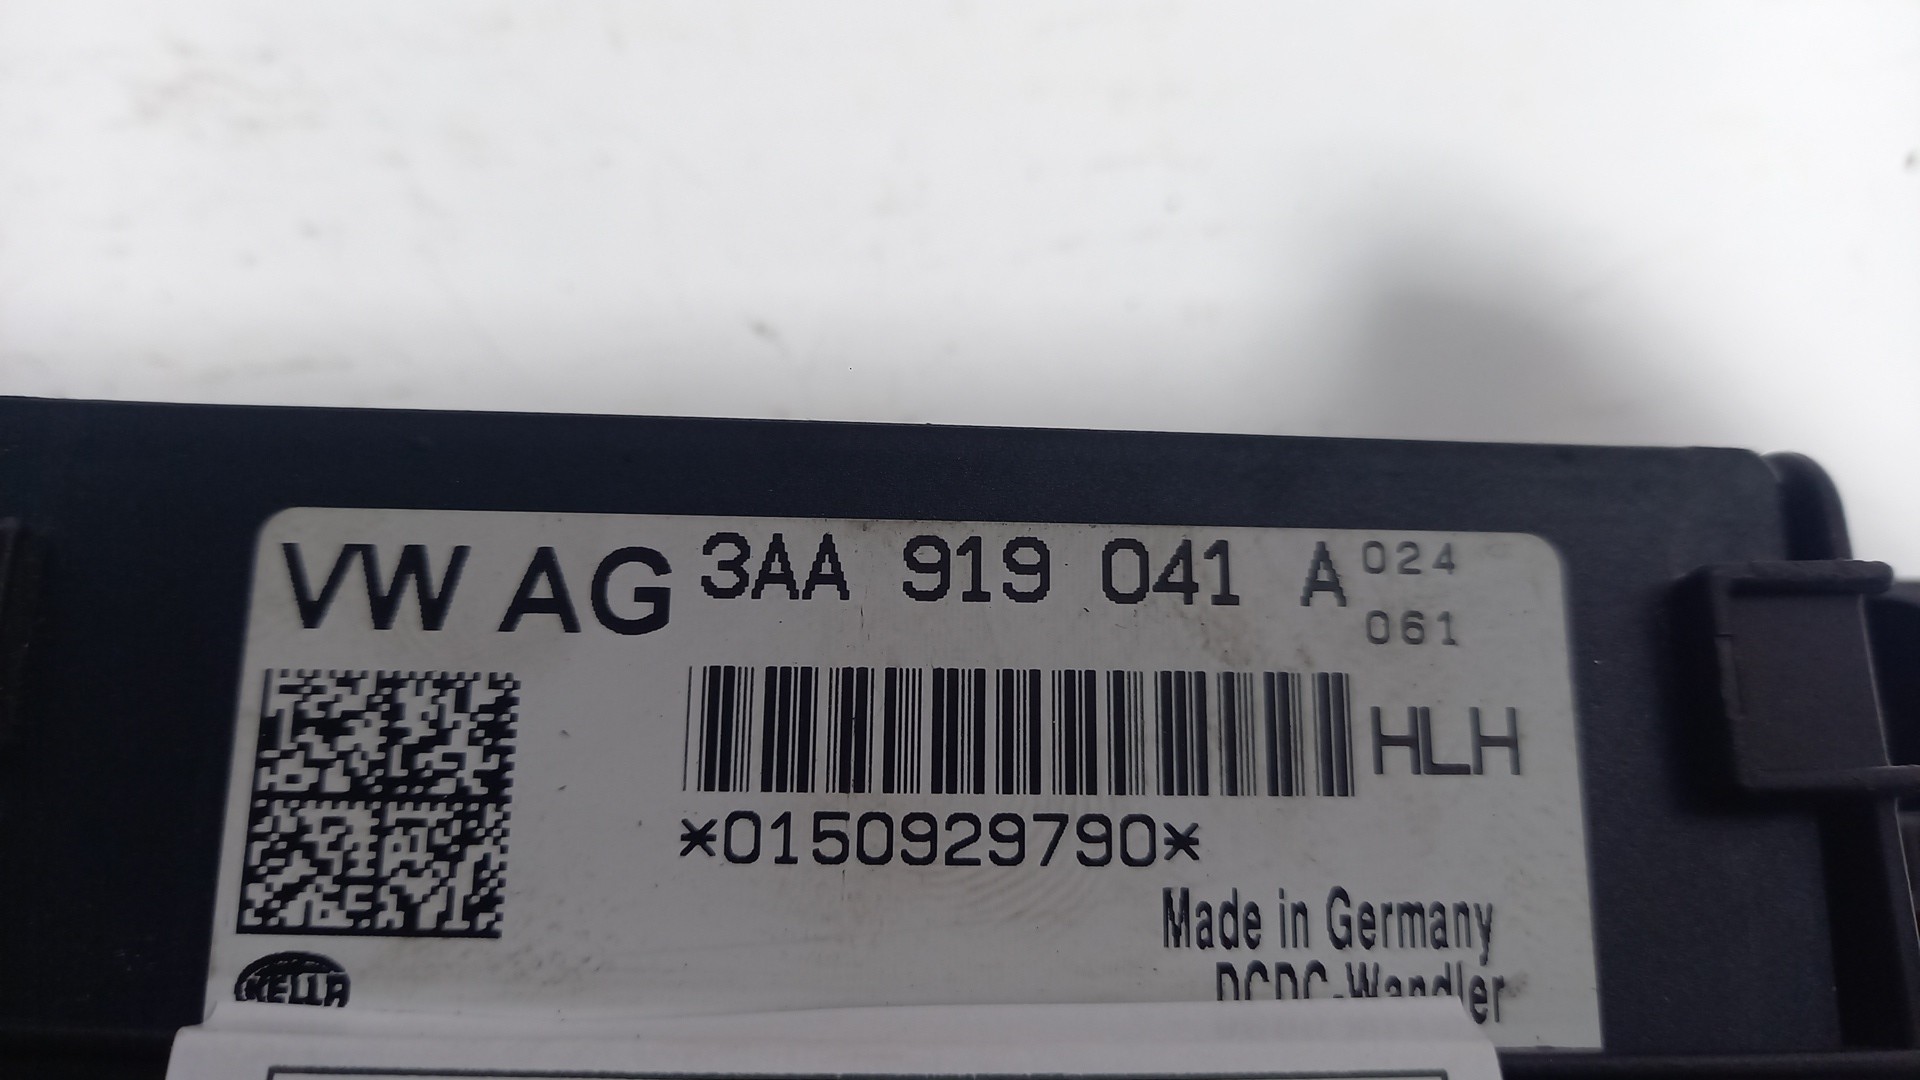 VW AG 3AA 919 041 A 024
061
HLH
*0150929790*
Made in Germany
DCDC-Wandler
HELLA